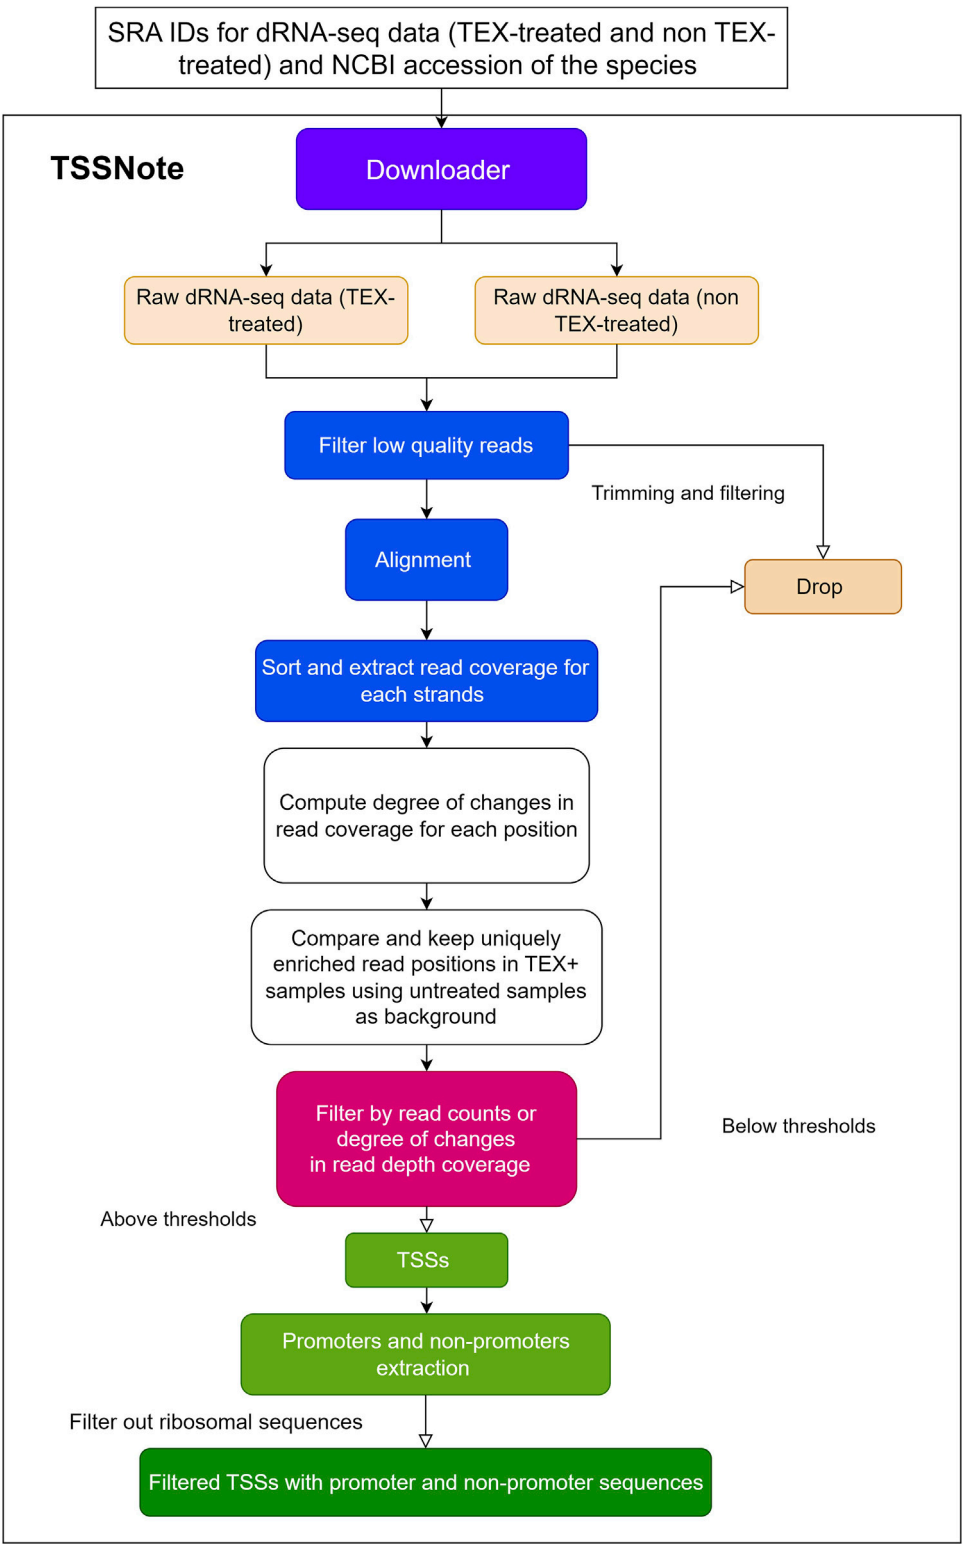 SRA IDs for dRNA-seq data (TEX-treated and non TEX-
treated) and NCBI accession of the species
TSSNote
Downloader
Raw dRNA-seq data (TEX-
treated)
Raw dRNA-seq data (non
TEX-treated)
Filter low quality reads
Trimming and filtering
Alignment
Drop
Sort and extract read coverage for
each strands
Compute degree of changes in
read coverage for each position
Compare and keep uniquely
enriched read positions in TEX+
samples using untreated samples
as background
Filter by read counts or
degree of changes
in read depth coverage
Below thresholds
Above thresholds
TSSs
Promoters and non-promoters
extraction
Filter out ribosomal sequences
Filtered TSSs with promoter and non-promoter sequences